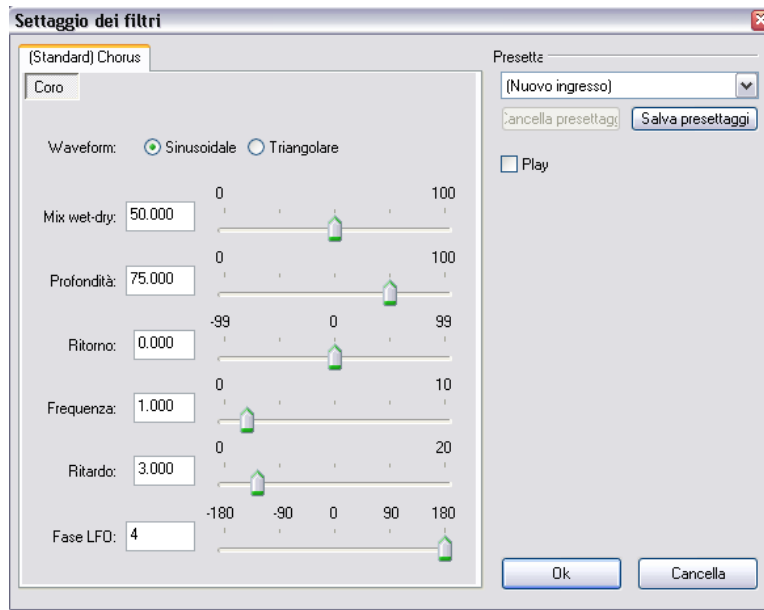 Settaggio dei filtri
(Standard) Chorus
Coro
Waveform: Sinusoidale Triangolare
0 100
Mix wet-dry: 50.000
0 100
Profondità: 75.000
-99 0 99
Ritorno: 0.000
0 10
Frequenza: 1.000
0 20
Ritardo: 3.000
-180 -90 0 90 180
Fase LFO: 4
Presetta
(Nuovo ingresso)
Cancella presettagg Salva presettaggi
Play
Ok Cancella